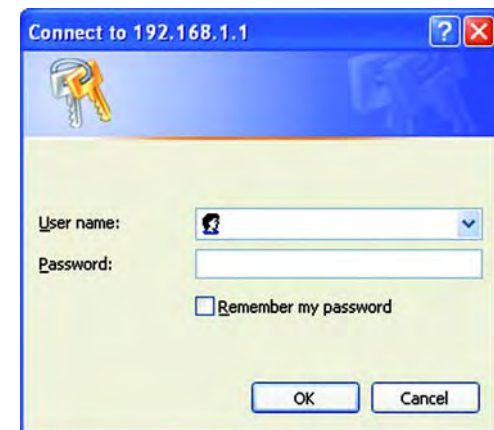 Connect to 192.168.1.1
User name:
Password:
Remember my password
OK Cancel